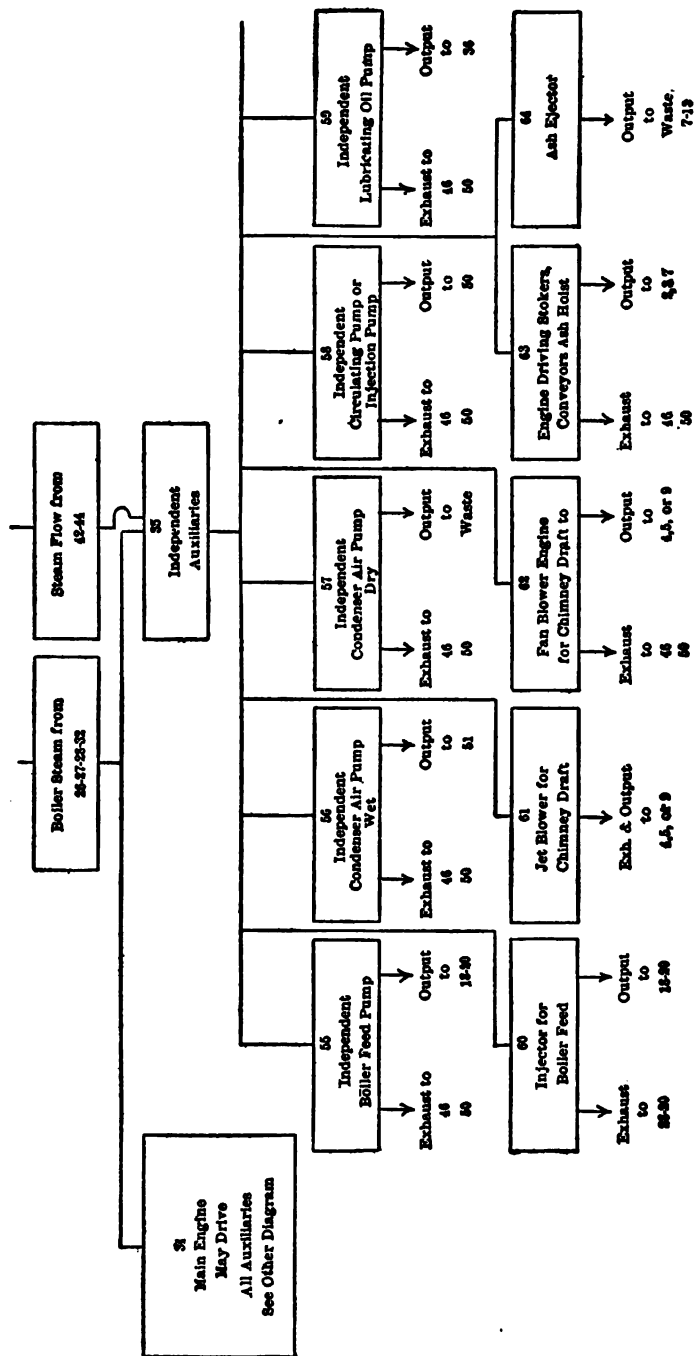 Boiler Steam from
26-27-28-32
Steam Flow from
42-44
Main Engine
May Drive
All Auxiliaries
See Other Diagram
35
Independent
Auxiliaries
55
Independent
Boiler Feed Pump
Exhaust to
46
50
Output
to
18-20
56
Independent
Condenser Air Pump
Wet
Exhaust to
46
50
Output
to
51
57
Independent
Condenser Air Pump
Dry
Exhaust to
46
50
Output
to
Waste
58
Independent
Circulating Pump or
Injection Pump
Exhaust to
46
50
Output
to
50
59
Independent
Lubricating Oil Pump
Exhaust to
46
50
Output
to
36
60
Injector for
Boiler Feed
Exhaust
to
Output
to
18-20
61
Jet Blower for
Chimney Draft
Exh. & Output
to
4,5, or 9
62
Fan Blower Engine
for Chimney Draft to
Exhaust
to
46
50
Output
to
4,5, or 9
63
Engine Driving Stokers,
Conveyors Ash Hoist
Exhaust
to
46
50
Output
to
64
Ash Ejector
Output
to
Waste,
7-13